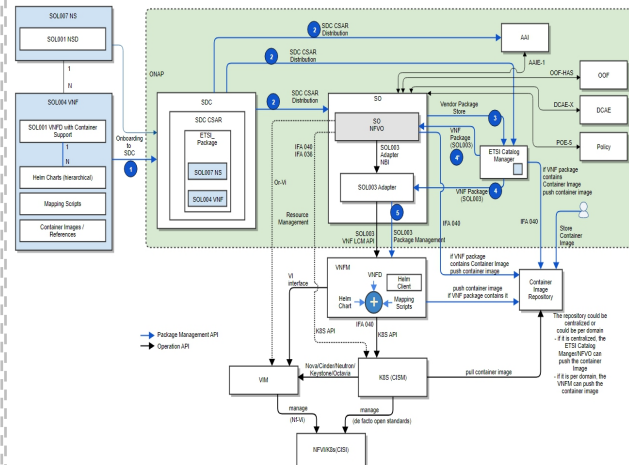 SOL007 NS
SOL001 NSD
1
N
SOL004 VNF
SOL001 VNFD with Container
Support
1
N
Helm Charts (hierarchical)
Mapping Scripts
Container Images /
References
Onboarding
to
SDC
1
ONAP
SDC
SDC CSAR
ETSI_
Package
SOL007 NS
SOL004 VNF
2
SDC CSAR
Distribution
2
SDC CSAR
Distribution
2
SDC CSAR
Distribution
AAI
AAIE-1
OOF-HAS
OOF
DCAE-X
DCAE
POE-5
Policy
SO
SO
NFVO
SOL003
Adapter
NBI
SOL003 Adapter
IFA 040
IFA 036
Or-Vi
Resource
Management
Vendor Package
Store
3
VNF
Package
(SOL003)
4'
ETSI Catalog
Manager
VNF Package
(SOL003)
4
5
IFA 040
IFA 040
if VNF package
contains
Container Image
push container image
Store
Container
Image
SOL003
VNF LCM API
SOL003
Package Management
if VNF package
contains Container Image
push container image
VI
interface
VNFM
VNFD
Helm
Client
Helm
Chart
+
Mapping
Scripts
push container image
if VNF package contains it
Container
Image
Repository
IFA 040
K8S API
K8S API
The repository could be
centralized or
could be per domain
- if it is centralized, the
ETSI Catalog
Manger/NFVO can
push the container
Image
- if it is per domain, the
VNFM can push the
container image
Package Management API
Operation API
VIM
Nova/Cinder/Neutron/
Keystone/Octavia
K8S (CISM)
pull container image
manage
(Nf-Vi)
manage
(de facto open standards)
NFVI/K8s(CISI)